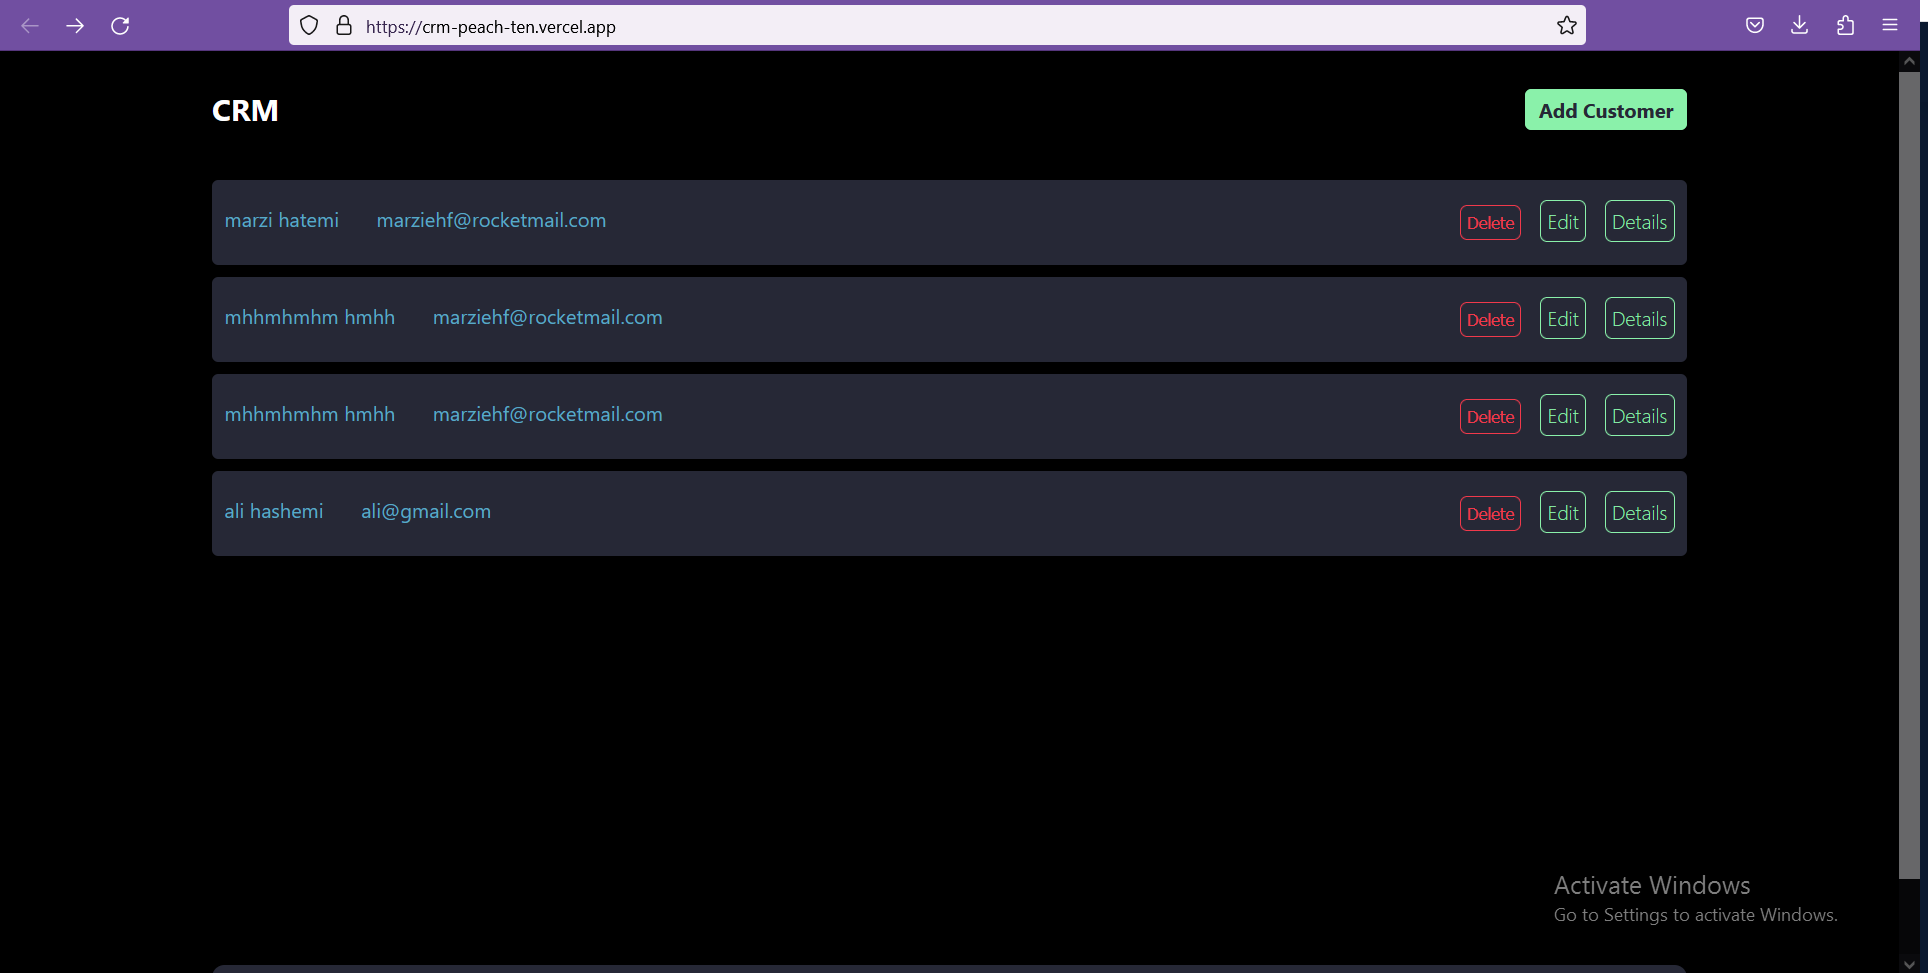 https://crm-peach-ten.vercel.app
CRM
Add Customer
marzi hatemi marziehf@rocketmail.com Delete Edit Details
mhhmhmhm hmhh marziehf@rocketmail.com Delete Edit Details
mhhmhmhm hmhh marziehf@rocketmail.com Delete Edit Details
ali hashemi ali@gmail.com Delete Edit Details
Activate Windows
Go to Settings to activate Windows.